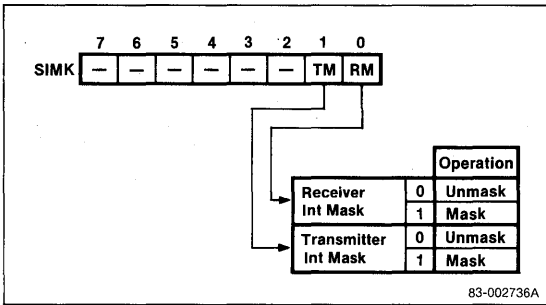 7 6 5 4 3 2 1 0
SIMK — — — — — — TM RM
Operation
Receiver Int Mask 0 Unmask
1 Mask
Transmitter Int Mask 0 Unmask
1 Mask
83-002736A